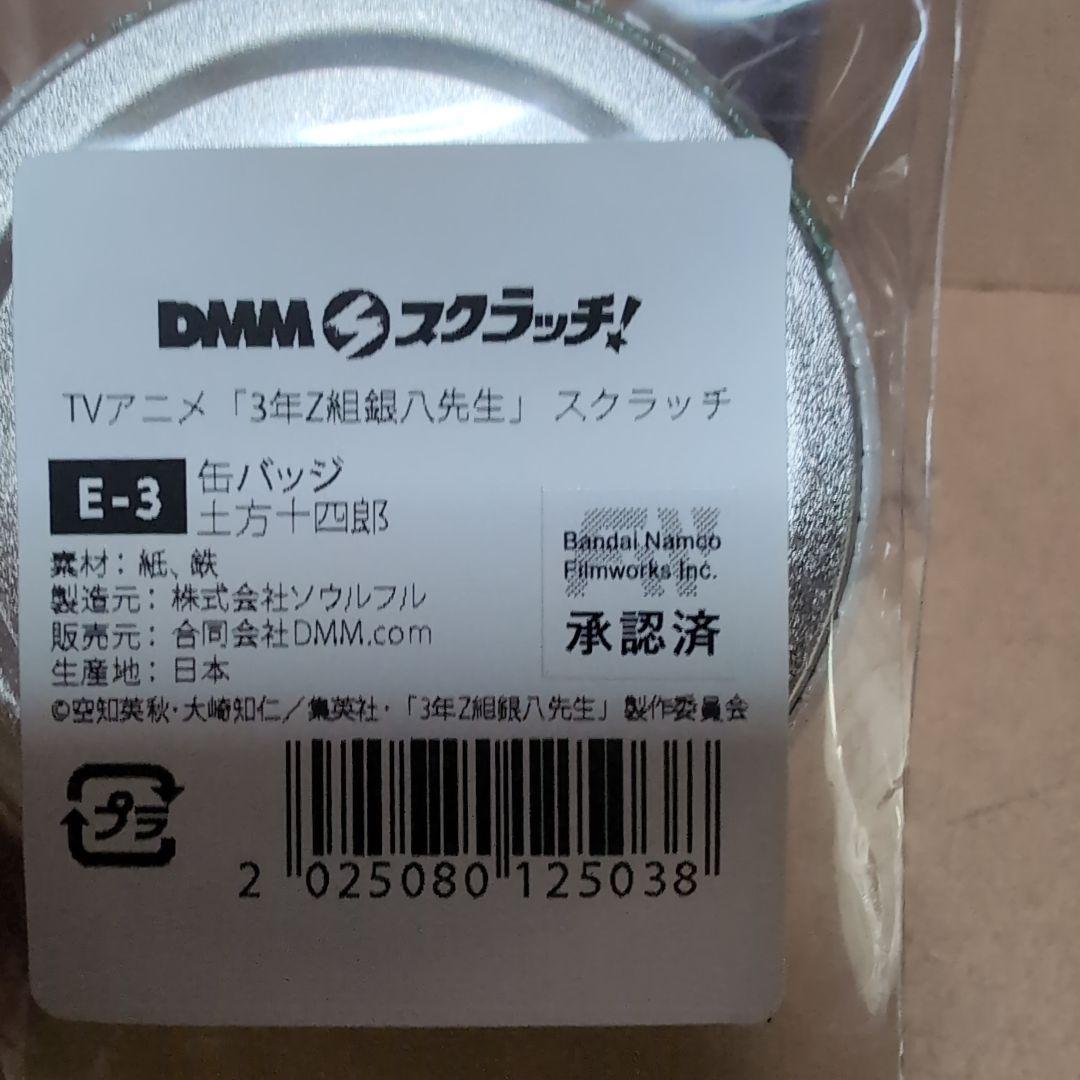 DMMスクラッチ!
TVアニメ「3年Z組銀八先生」 スクラッチ
E-3
缶バッジ
土方十四郎
素材：紙、鉄
製造元：株式会社ソウルフル
販売元：合同会社DMM.com
生産地：日本
Bandai Namco
Filmworks Inc.
承認済
©空知英秋・大崎知仁／集英社・「3年Z組銀八先生」製作委員会
プラ
2 025080 125038